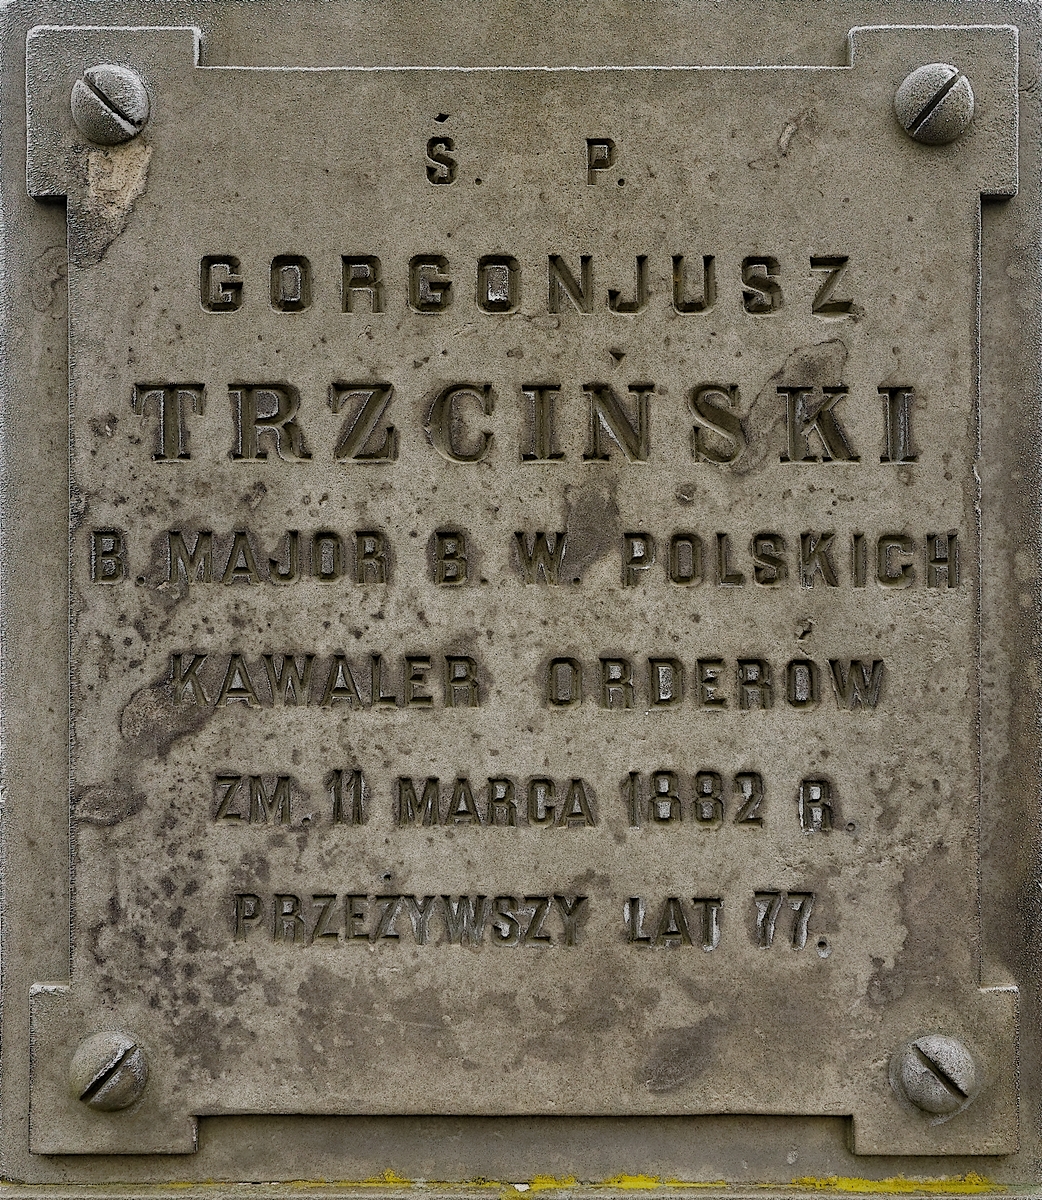 Ś. P.
GORGONJUSZ
TRZCIŃSKI
B. MAJOR B. W. POLSKICH
KAWALER ORDERÓW
ZM. 11 MARCA 1882 R.
PRZEŻYWSZY LAT 77.